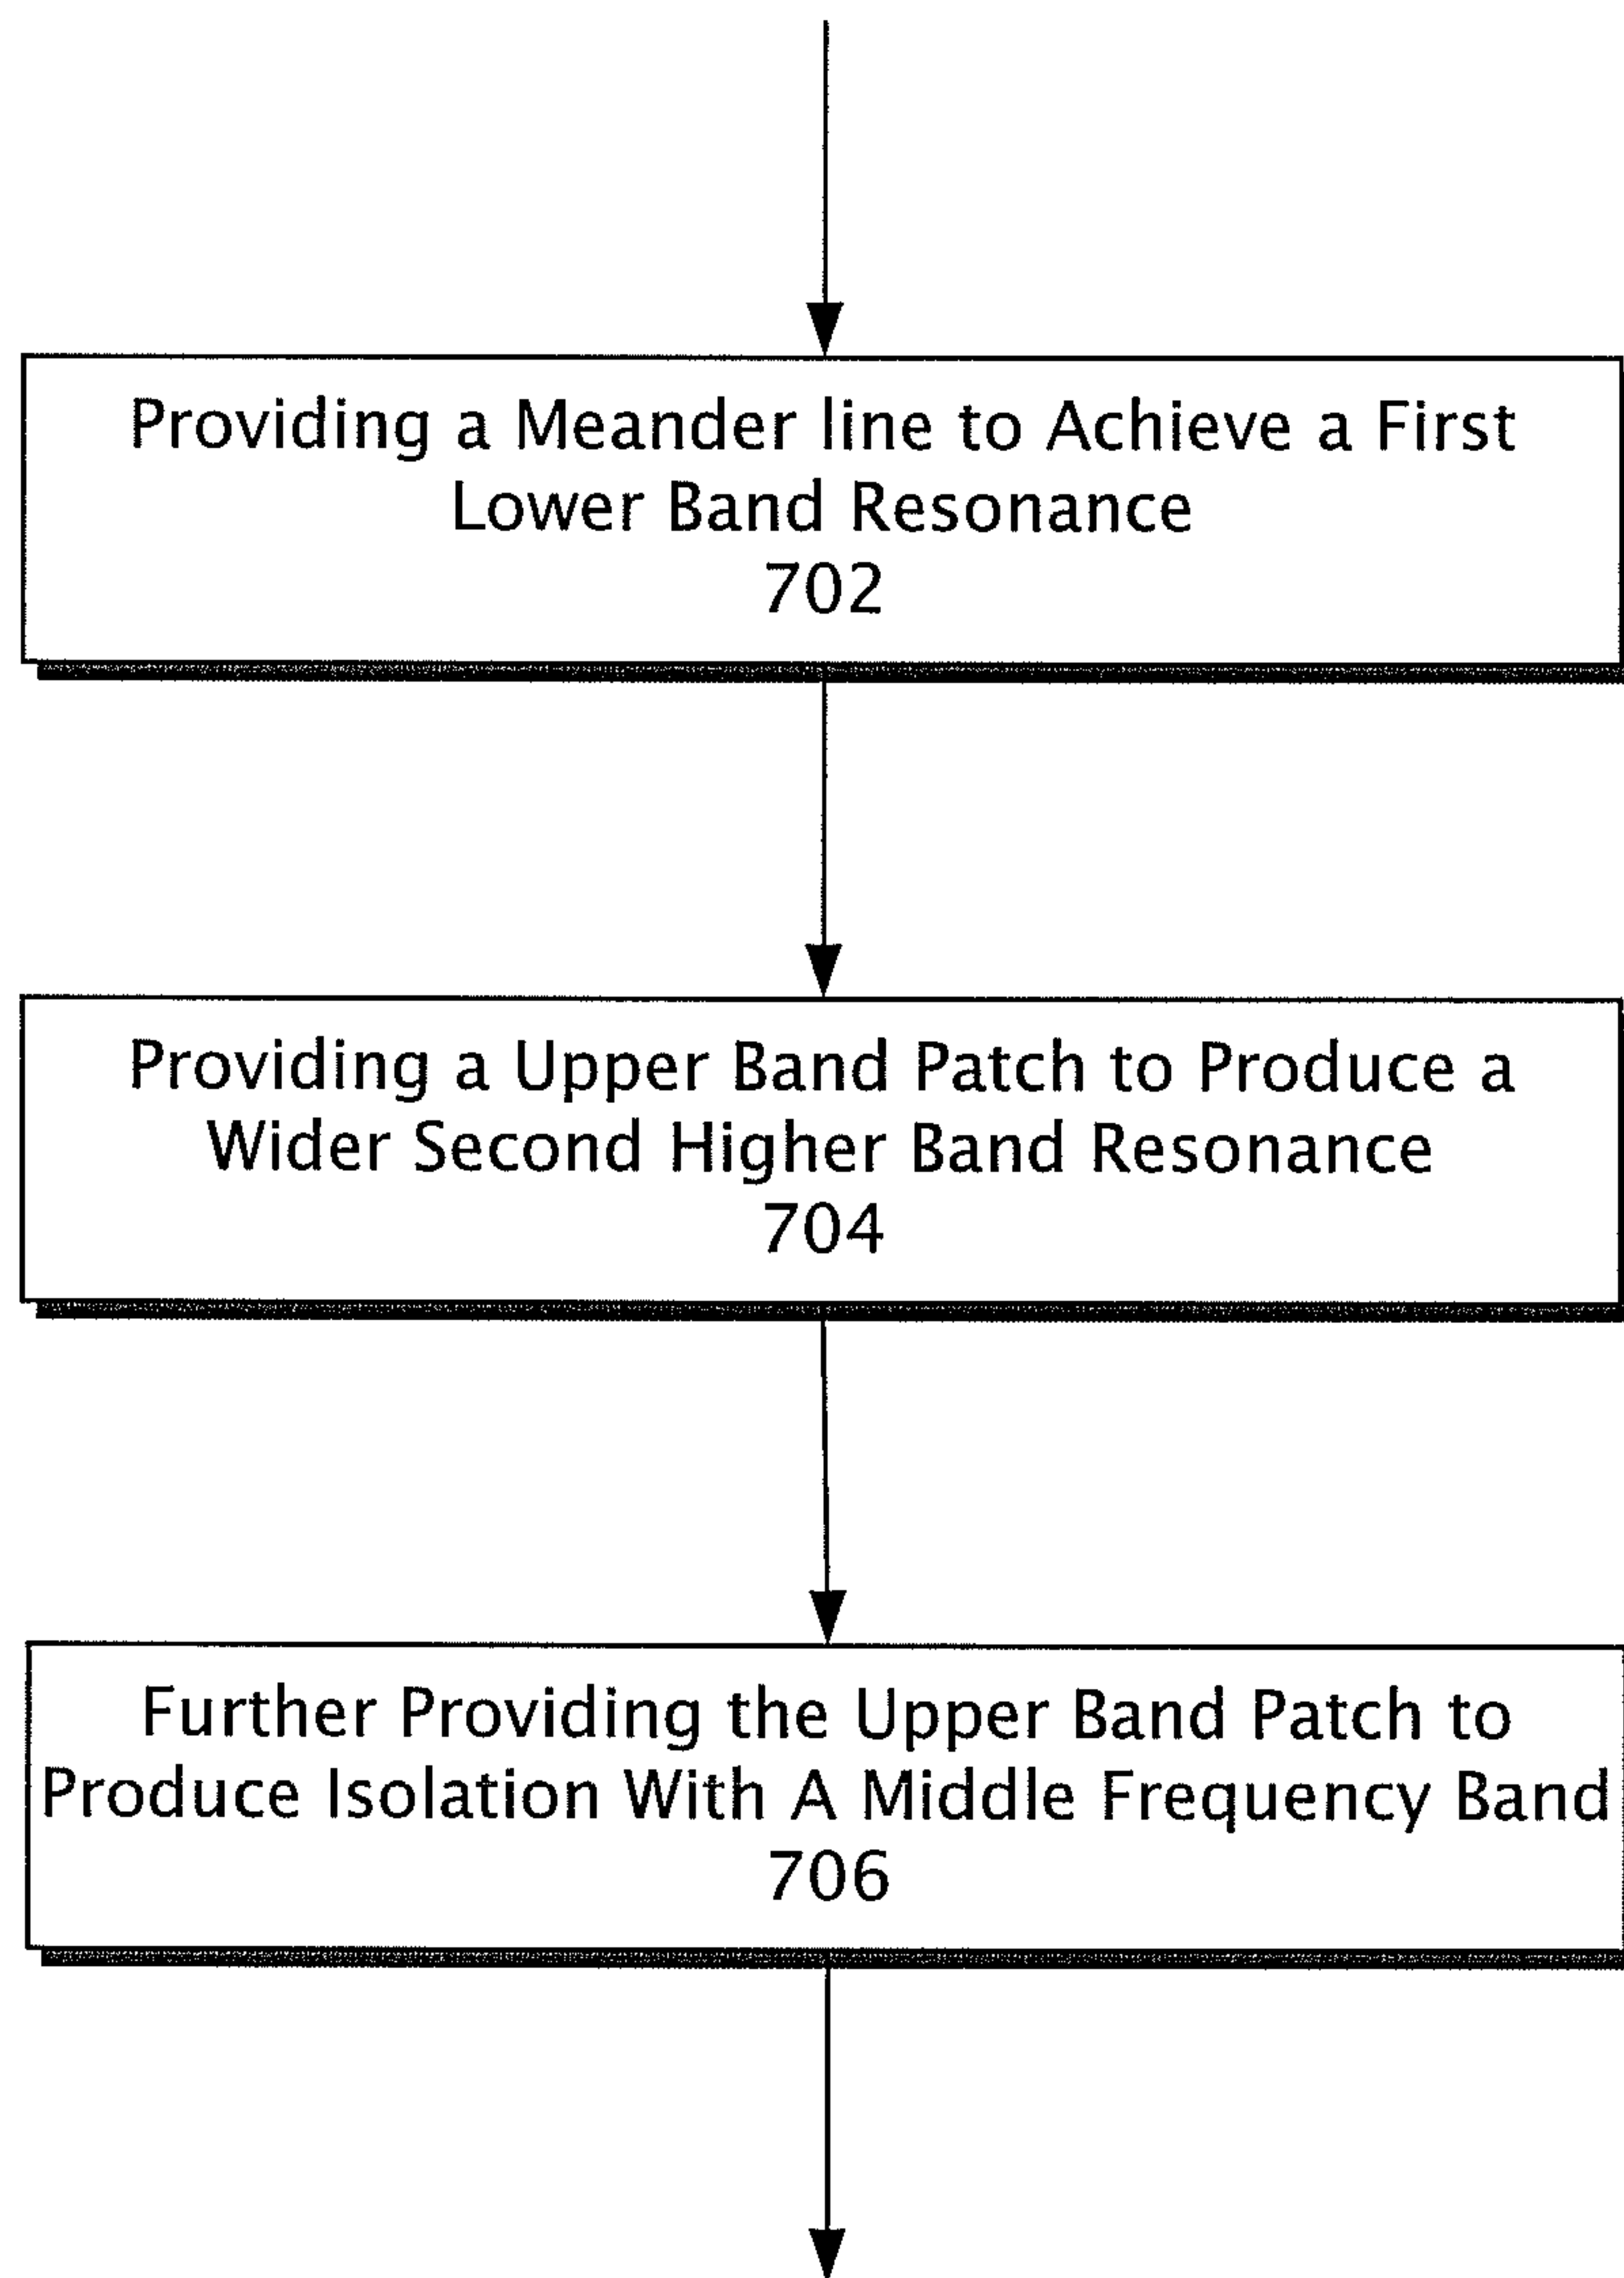 Providing a Meander line to Achieve a First
Lower Band Resonance
702
Providing a Upper Band Patch to Produce a
Wider Second Higher Band Resonance
704
Further Providing the Upper Band Patch to
Produce Isolation With A Middle Frequency Band
706